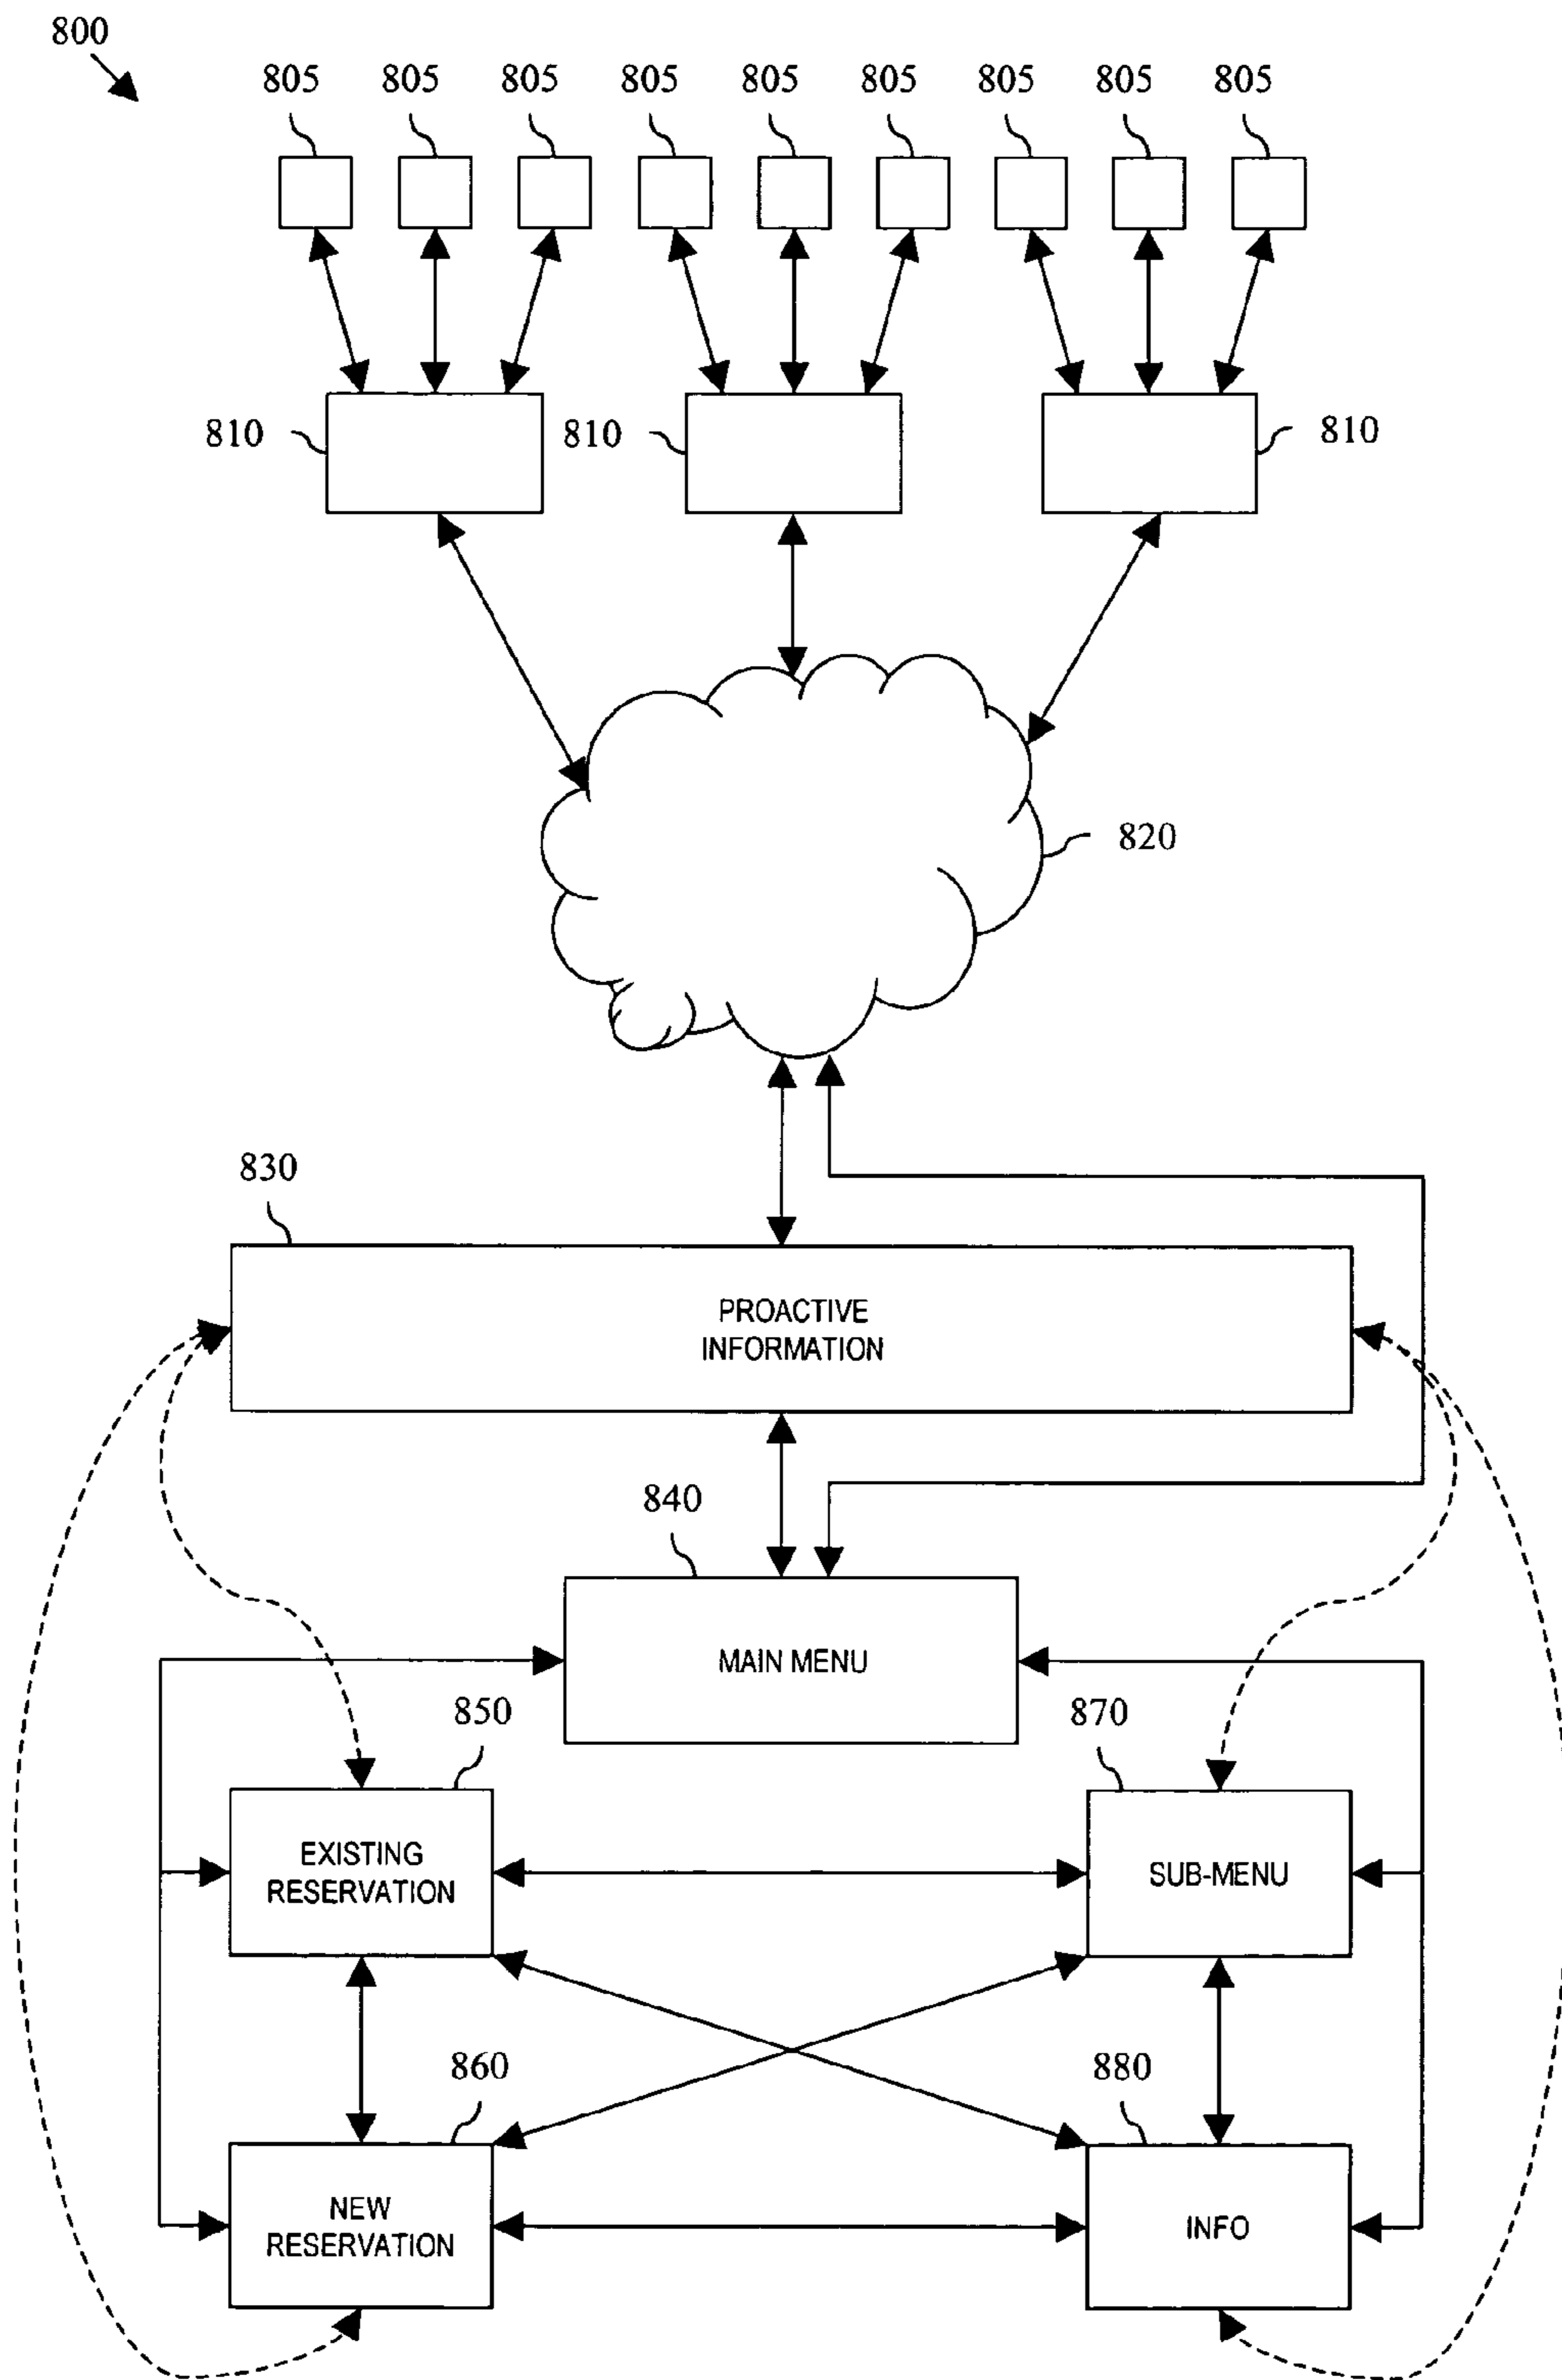 800
805 805 805 805 805 805 805 805 805
810 810 810
820
830
PROACTIVE
INFORMATION
840
MAIN MENU
850 870
EXISTING
RESERVATION
SUB-MENU
860 880
NEW
RESERVATION
INFO